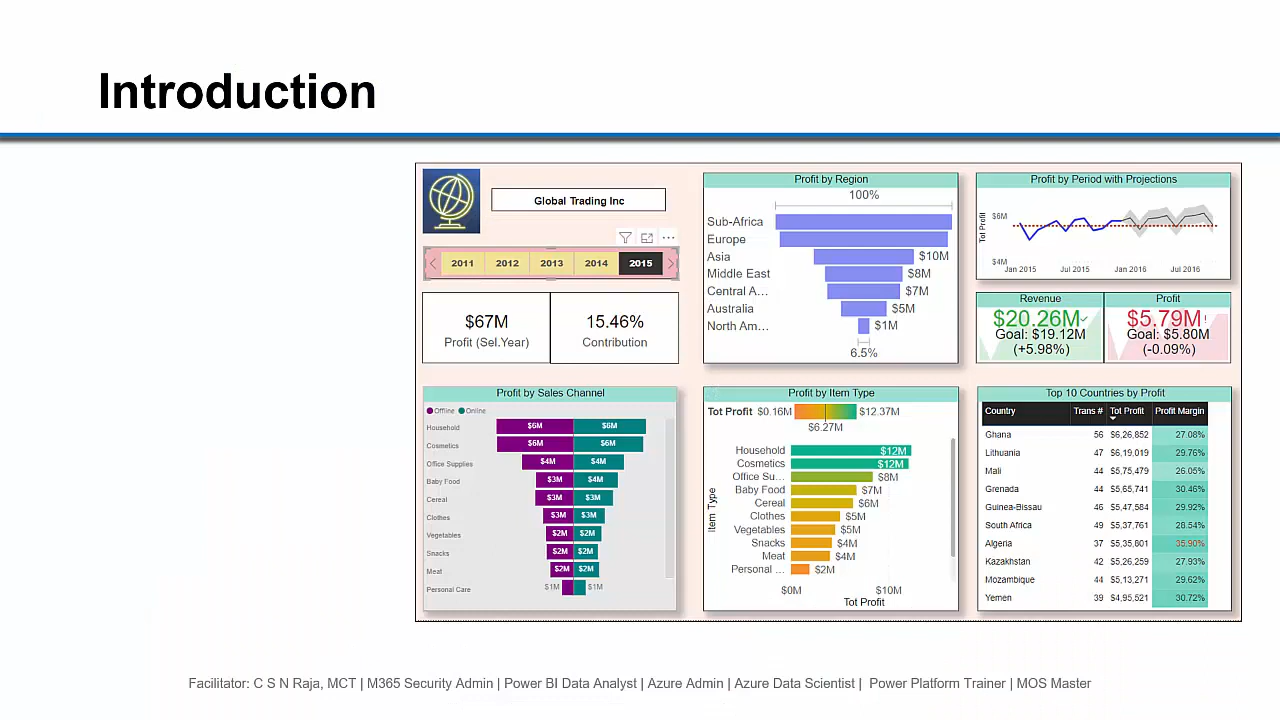 Introduction
Global Trading Inc
2011 2012 2013 2014 2015
$67M
Profit (Sel.Year)
15.46%
Contribution
Profit by Region
100%
Sub-Africa
Europe
Asia $10M
Middle East $8M
Central A... $7M
Australia $5M
North Am... $1M
6.5%
Profit by Period with Projections
Tot Profit
$6M
$4M
Jan 2015 Jul 2015 Jan 2016 Jul 2016
Revenue
$20.26M
Goal: $19.12M
(+5.98%)
Profit
$5.79M!
Goal: $5.80M
(-0.09%)
Profit by Sales Channel
Offline Online
Household $6M $6M
Cosmetics $6M $6M
Office Supplies $4M $4M
Baby Food $3M $4M
Cereal $3M $3M
Clothes $3M $3M
Vegetables $2M $2M
Snacks $2M $2M
Meat $2M $2M
Personal Care $1M $1M
Profit by Item Type
Tot Profit $0.16M $12.37M
$6.27M
Item Type
Household $12M
Cosmetics $12M
Office Su... $8M
Baby Food $7M
Cereal $6M
Clothes $5M
Vegetables $5M
Snacks $4M
Meat $4M
Personal ... $2M
$0M $10M
Tot Profit
Top 10 Countries by Profit
Country Trans # Tot Profit Profit Margin
Ghana 56 $6,26,852 27.08%
Lithuania 47 $6,19,019 29.76%
Mali 44 $5,75,479 26.05%
Grenada 44 $5,65,741 30.46%
Guinea-Bissau 46 $5,47,584 29.92%
South Africa 49 $5,37,761 28.54%
Algeria 37 $5,35,801 35.90%
Kazakhstan 42 $5,26,259 27.93%
Mozambique 44 $5,13,271 29.62%
Yemen 39 $4,95,521 30.72%
Facilitator: C S N Raja, MCT | M365 Security Admin | Power BI Data Analyst | Azure Admin | Azure Data Scientist | Power Platform Trainer | MOS Master